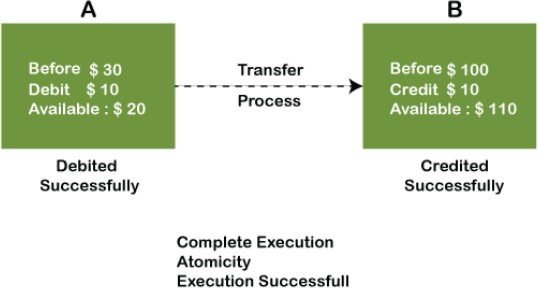 A
B
Before $ 30
Debit $ 10
Available : $ 20
Transfer
Process
Before $ 100
Credit $ 10
Available : $ 110
Debited
Successfully
Credited
Successfully
Complete Execution
Atomicity
Execution Successfull